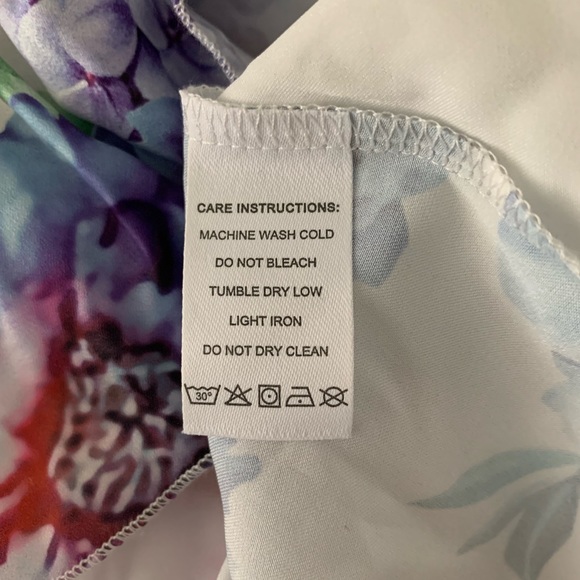 CARE INSTRUCTIONS:
MACHINE WASH COLD
DO NOT BLEACH
TUMBLE DRY LOW
LIGHT IRON
DO NOT DRY CLEAN
30°